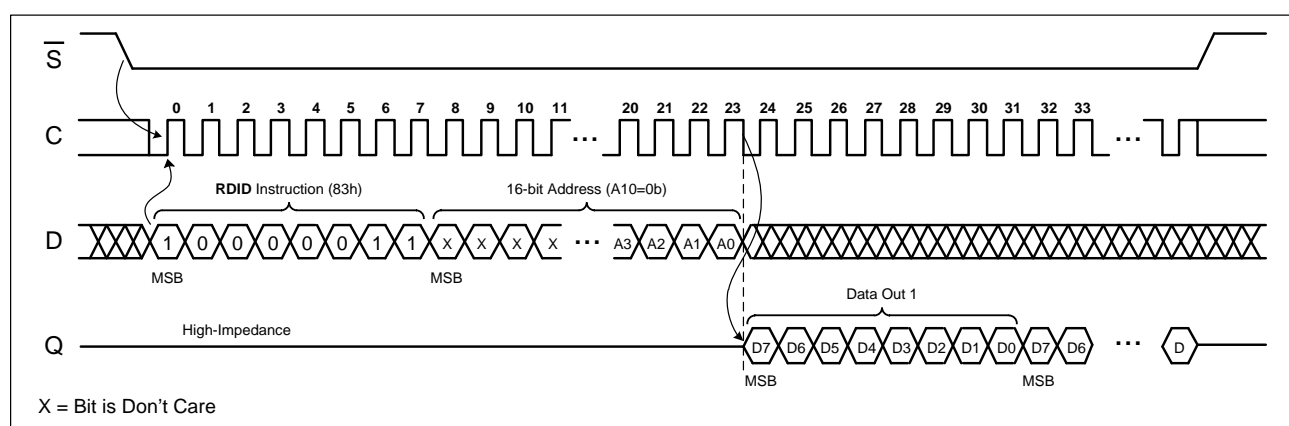 S
C
0 1 2 3 4 5 6 7 8 9 10 11 ... 20 21 22 23 24 25 26 27 28 29 30 31 32 33 ...
RDID Instruction (83h) 16-bit Address (A10=0b)
D 1 0 0 0 0 0 1 1 X X X X ... A3 A2 A1 A0
MSB MSB
Data Out 1
High-Impedance
Q D7 D6 D5 D4 D3 D2 D1 D0 D7 D6 ... D
MSB MSB
X = Bit is Don't Care